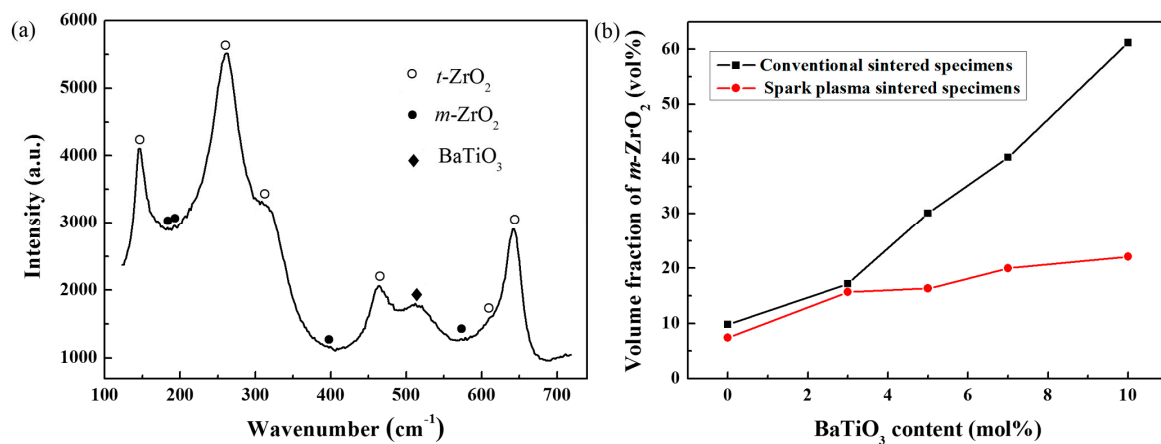 (a)
6000
5000
4000
3000
2000
1000
Intensity (a.u.)
t-ZrO2
m-ZrO2
BaTiO3
100 200 300 400 500 600 700
Wavenumber (cm-1)
(b)
60
50
40
30
20
10
0
Volume fraction of m-ZrO2 (vol%)
Conventional sintered specimens
Spark plasma sintered specimens
0 2 4 6 8 10
BaTiO3 content (mol%)